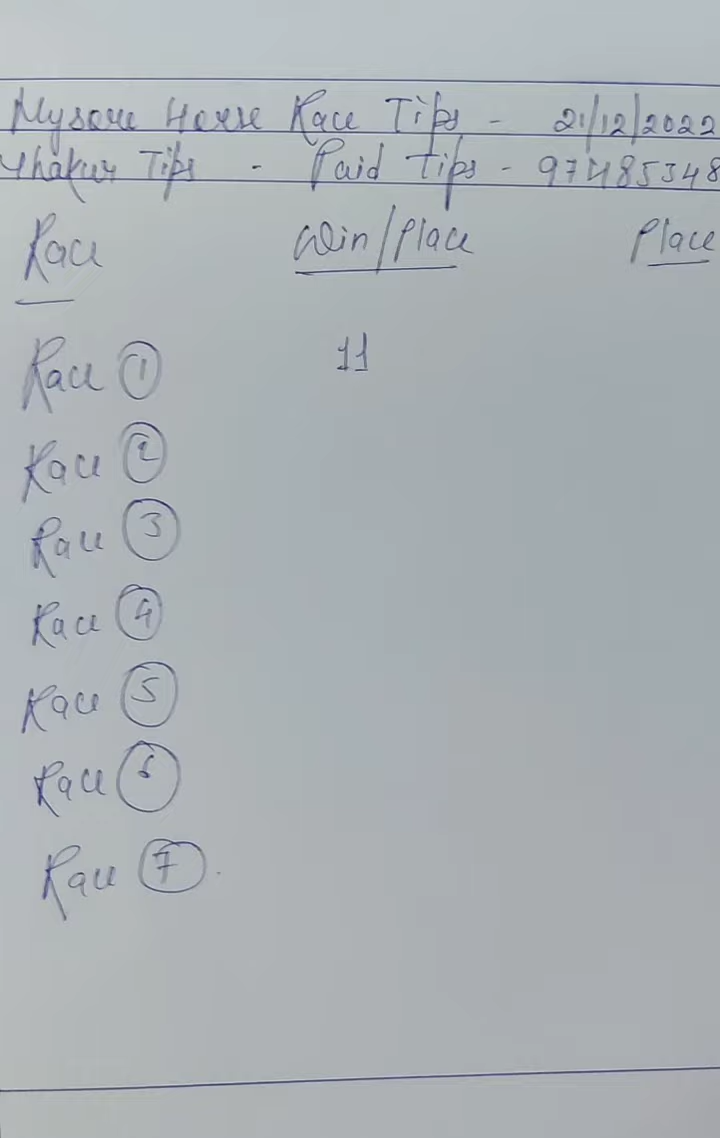 Mysore Horse Race Tips - 21/12/2022
Thakur Tips - Paid Tips - 97485348
Race Win/Place Place
Race 1 11
Race 2
Race 3
Race 4
Race 5
Race 6
Race 7.